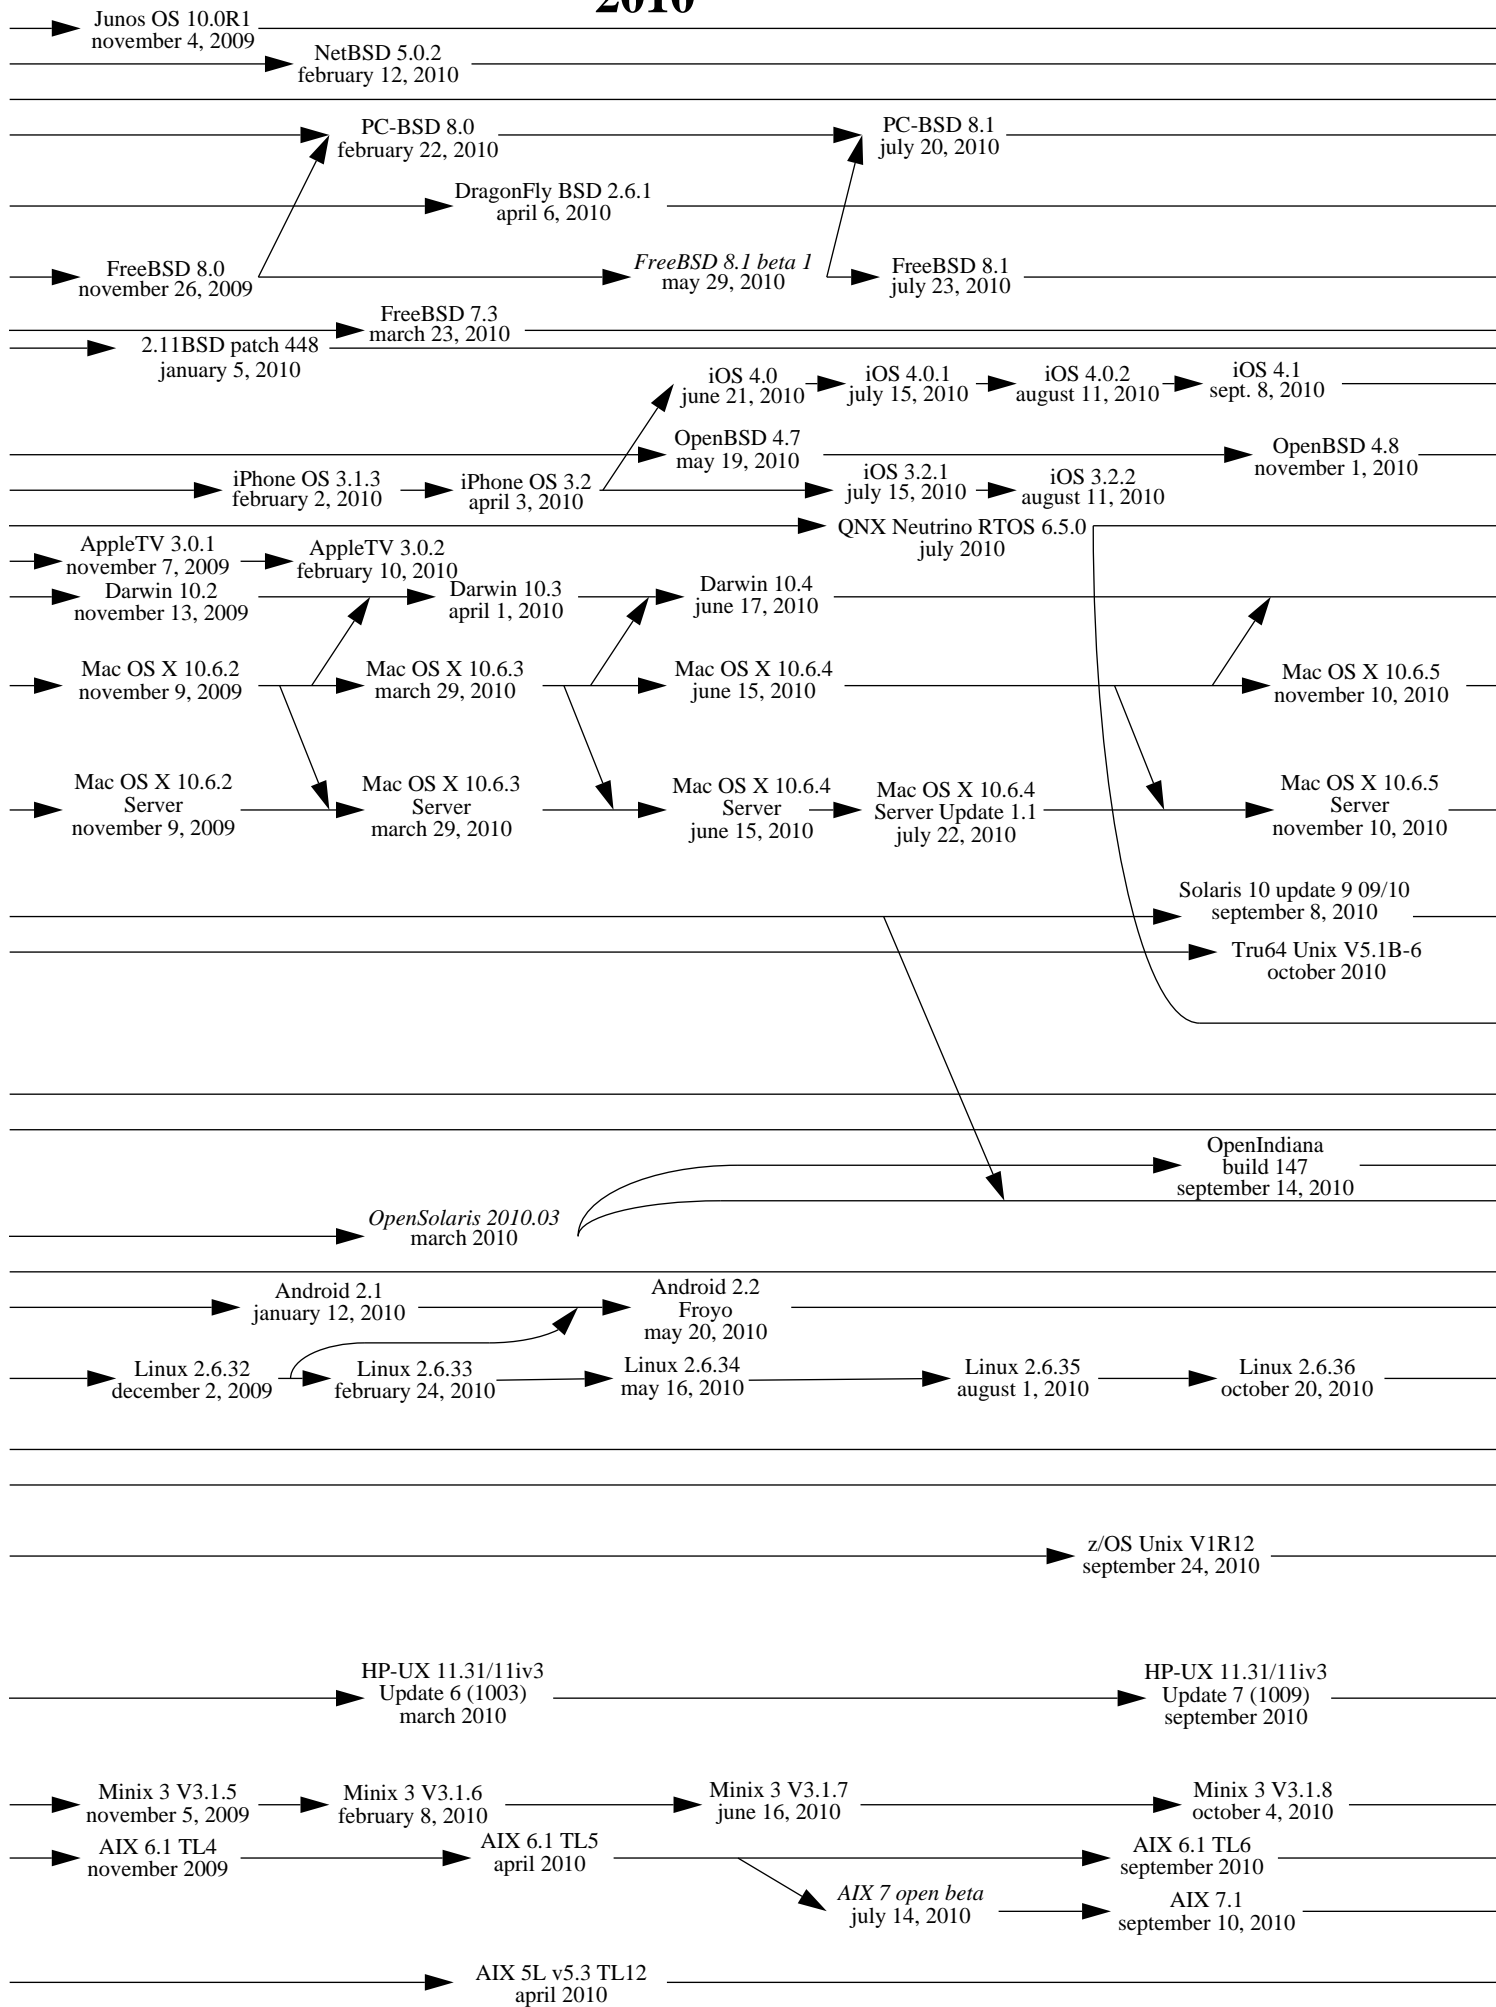 2010
Junos OS 10.0R1
november 4, 2009
NetBSD 5.0.2
february 12, 2010
PC-BSD 8.0
february 22, 2010
PC-BSD 8.1
july 20, 2010
DragonFly BSD 2.6.1
april 6, 2010
FreeBSD 8.0
november 26, 2009
FreeBSD 8.1 beta 1
may 29, 2010
FreeBSD 8.1
july 23, 2010
FreeBSD 7.3
march 23, 2010
2.11BSD patch 448
january 5, 2010
iOS 4.0
june 21, 2010
iOS 4.0.1
july 15, 2010
iOS 4.0.2
august 11, 2010
iOS 4.1
sept. 8, 2010
OpenBSD 4.7
may 19, 2010
OpenBSD 4.8
november 1, 2010
iPhone OS 3.1.3
february 2, 2010
iPhone OS 3.2
april 3, 2010
iOS 3.2.1
july 15, 2010
iOS 3.2.2
august 11, 2010
QNX Neutrino RTOS 6.5.0
july 2010
AppleTV 3.0.1
november 7, 2009
AppleTV 3.0.2
february 10, 2010
Darwin 10.2
november 13, 2009
Darwin 10.3
april 1, 2010
Darwin 10.4
june 17, 2010
Mac OS X 10.6.2
november 9, 2009
Mac OS X 10.6.3
march 29, 2010
Mac OS X 10.6.4
june 15, 2010
Mac OS X 10.6.5
november 10, 2010
Mac OS X 10.6.2
Server
november 9, 2009
Mac OS X 10.6.3
Server
march 29, 2010
Mac OS X 10.6.4
Server
june 15, 2010
Mac OS X 10.6.4
Server Update 1.1
july 22, 2010
Mac OS X 10.6.5
Server
november 10, 2010
Solaris 10 update 9 09/10
september 8, 2010
Tru64 Unix V5.1B-6
october 2010
OpenIndiana
build 147
september 14, 2010
OpenSolaris 2010.03
march 2010
Android 2.1
january 12, 2010
Android 2.2
Froyo
may 20, 2010
Linux 2.6.32
december 2, 2009
Linux 2.6.33
february 24, 2010
Linux 2.6.34
may 16, 2010
Linux 2.6.35
august 1, 2010
Linux 2.6.36
october 20, 2010
z/OS Unix V1R12
september 24, 2010
HP-UX 11.31/11iv3
Update 6 (1003)
march 2010
HP-UX 11.31/11iv3
Update 7 (1009)
september 2010
Minix 3 V3.1.5
november 5, 2009
Minix 3 V3.1.6
february 8, 2010
Minix 3 V3.1.7
june 16, 2010
Minix 3 V3.1.8
october 4, 2010
AIX 6.1 TL4
november 2009
AIX 6.1 TL5
april 2010
AIX 6.1 TL6
september 2010
AIX 7 open beta
july 14, 2010
AIX 7.1
september 10, 2010
AIX 5L v5.3 TL12
april 2010